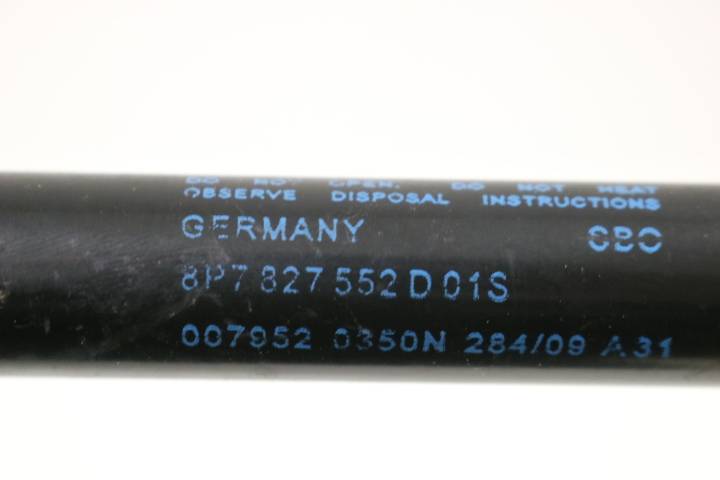 DO NOT OPEN. DO NOT HEAT
OBSERVE DISPOSAL INSTRUCTIONS
GERMANY
8P7 827 552 D 01S
007952 0350N 284/09 A31